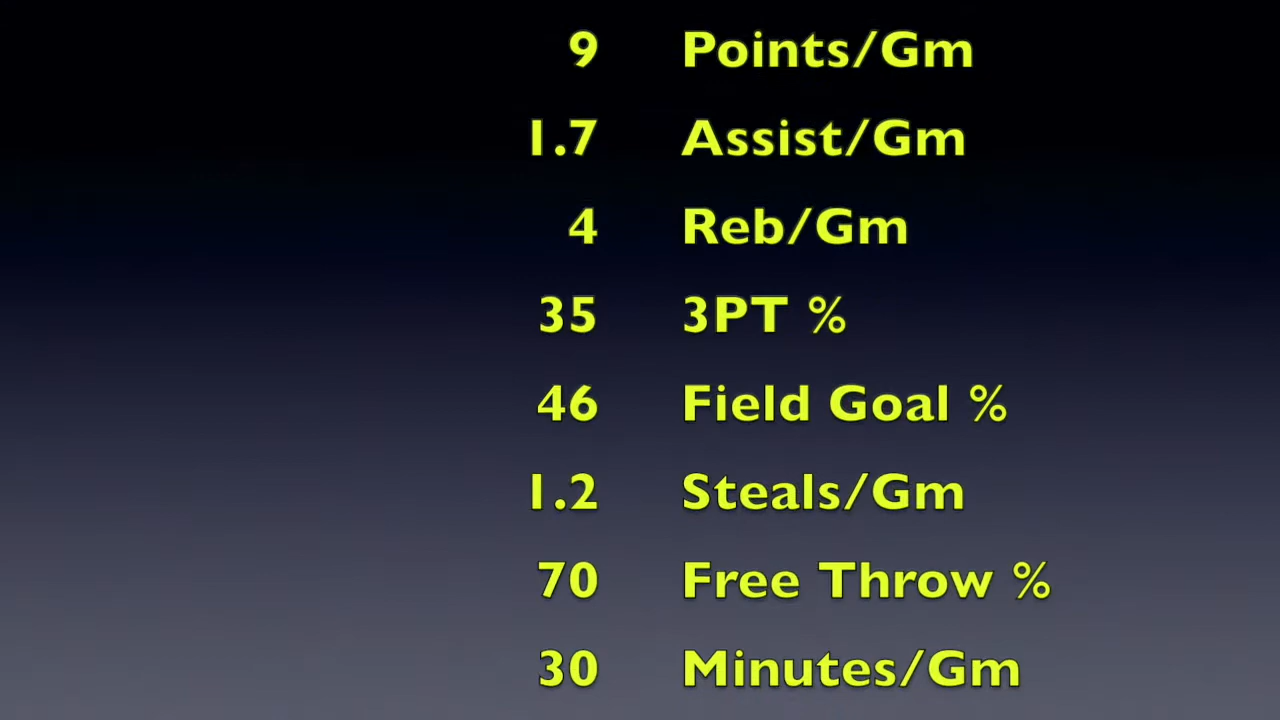 9 Points/Gm
1.7 Assist/Gm
4 Reb/Gm
35 3PT %
46 Field Goal %
1.2 Steals/Gm
70 Free Throw %
30 Minutes/Gm